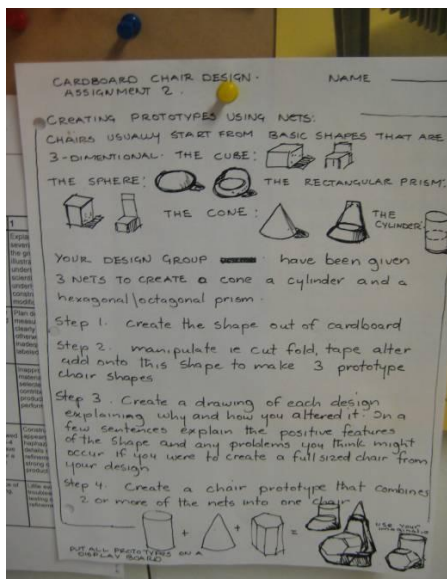 CARDBOARD CHAIR DESIGN.
ASSIGNMENT 2.
NAME
CREATING PROTOTYPES USING NETS:
CHAIRS USUALLY START FROM BASIC SHAPES THAT ARE
3-DIMENTIONAL. THE CUBE:
THE SPHERE:
THE RECTANGULAR PRISM:
THE CONE:
THE CYLINDER:
YOUR DESIGN GROUP have been given
3 NETS TO CREATE a cone a cylinder and a
hexagonal\octagonal prism.
Step 1. Create the shape out of cardboard
Step 2. manipulate ie cut fold, tape alter
add onto this shape to make 3 prototype
chair shapes
Step 3. Create a drawing of each design
explaining why and how you altered it. In a
few sentences explain the positive features
of the shape and any problems you think might
occur if you were to create a full sized chair from
your design
Step 4. Create a chair prototype that combines
2 or more of the nets into one chair
+ + =
USE YOUR
PUT ALL PROTOTYPES ON A
DISPLAY BOARD